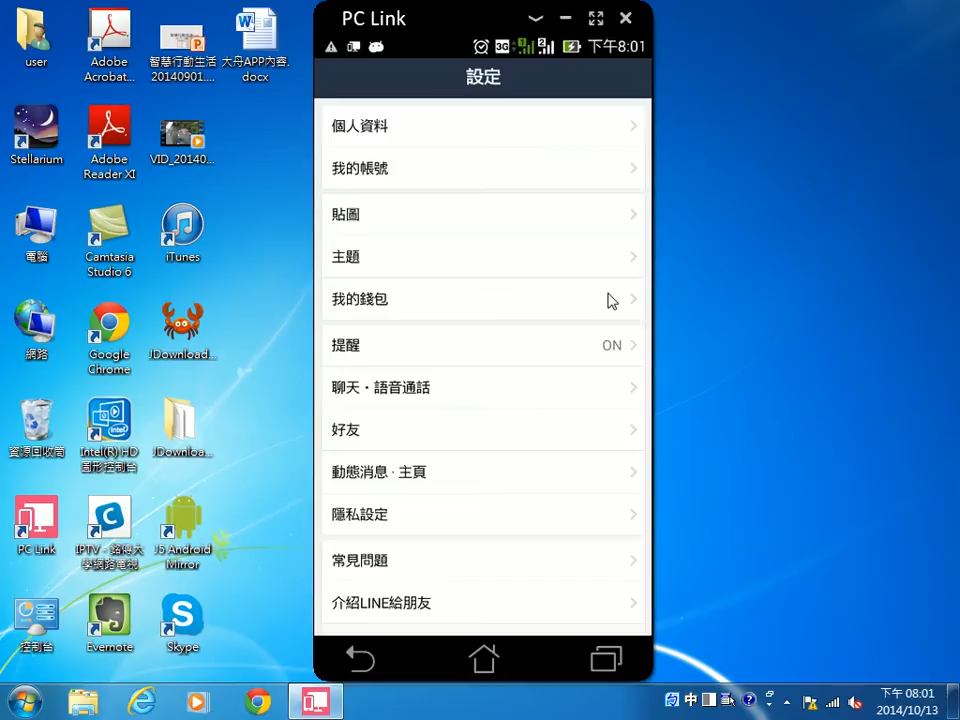 user
Adobe
Acrobat...
智慧行動生活
20140901....
大丹APP內容.
docx
Stellarium
Adobe
Reader XI
VID_20140...
電腦
Camtasia
Studio 6
iTunes
網路
Google
Chrome
JDownload...
資源回收筒
Intel(R) HD
圖形控制台
JDownloa...
PC Link
IPTV - 銘傳大
學網路電視
J5 Android
Mirror
控制台
Evernote
Skype
PC Link
3G
下午8:01
設定
個人資料
我的帳號
貼圖
主題
我的錢包
提醒
ON
聊天・語音通話
好友
動態消息 · 主頁
隱私設定
常見問題
介紹LINE給朋友
中
下午 08:01
2014/10/13